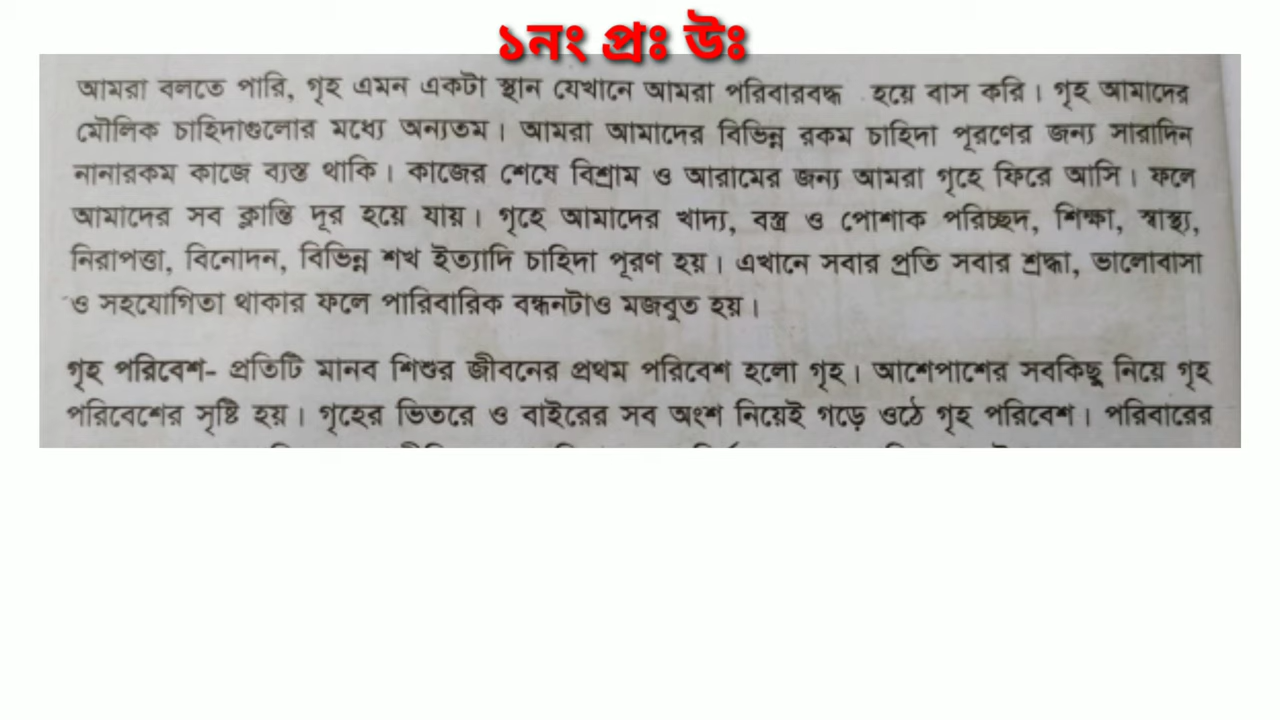 ১নং প্রঃ উঃ
আমরা বলতে পারি, গৃহ এমন একটা স্থান যেখানে আমরা পরিবারবদ্ধ হয়ে বাস করি। গৃহ আমাদের
মৌলিক চাহিদাগুলোর মধ্যে অন্যতম। আমরা আমাদের বিভিন্ন রকম চাহিদা পূরণের জন্য সারাদিন
নানারকম কাজে ব্যস্ত থাকি। কাজের শেষে বিশ্রাম ও আরামের জন্য আমরা গৃহে ফিরে আসি। ফলে
আমাদের সব ক্লান্তি দূর হয়ে যায়। গৃহে আমাদের খাদ্য, বস্ত্র ও পোশাক পরিচ্ছদ, শিক্ষা, স্বাস্থ্য,
নিরাপত্তা, বিনোদন, বিভিন্ন শখ ইত্যাদি চাহিদা পূরণ হয়। এখানে সবার প্রতি সবার শ্রদ্ধা, ভালোবাসা
ও সহযোগিতা থাকার ফলে পারিবারিক বন্ধনটাও মজবুত হয়।
গৃহ পরিবেশ- প্রতিটি মানব শিশুর জীবনের প্রথম পরিবেশ হলো গৃহ। আশেপাশের সবকিছু নিয়ে গৃহ
পরিবেশের সৃষ্টি হয়। গৃহের ভিতরে ও বাইরের সব অংশ নিয়েই গড়ে ওঠে গৃহ পরিবেশ। পরিবারের